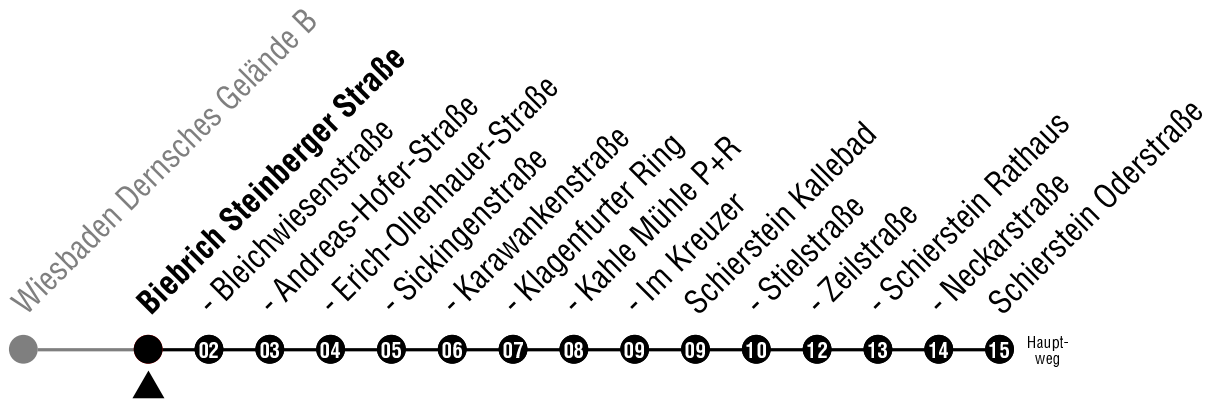 Wiesbaden Dernsches Gelände B
Biebrich Steinberger Straße
- Bleichwiesenstraße
- Andreas-Hofer-Straße
- Erich-Ollenhauer-Straße
- Sickingenstraße
- Karawankenstraße
- Klagenfurter Ring
- Kahle Mühle P+R
- Im Kreuzer
Schierstein Kallebad
- Stielstraße
- Zeilstraße
- Schierstein Rathaus
- Neckarstraße
Schierstein Oderstraße
02 03 04 05 06 07 08 09 09 10 12 13 14 15
Haupt-
weg